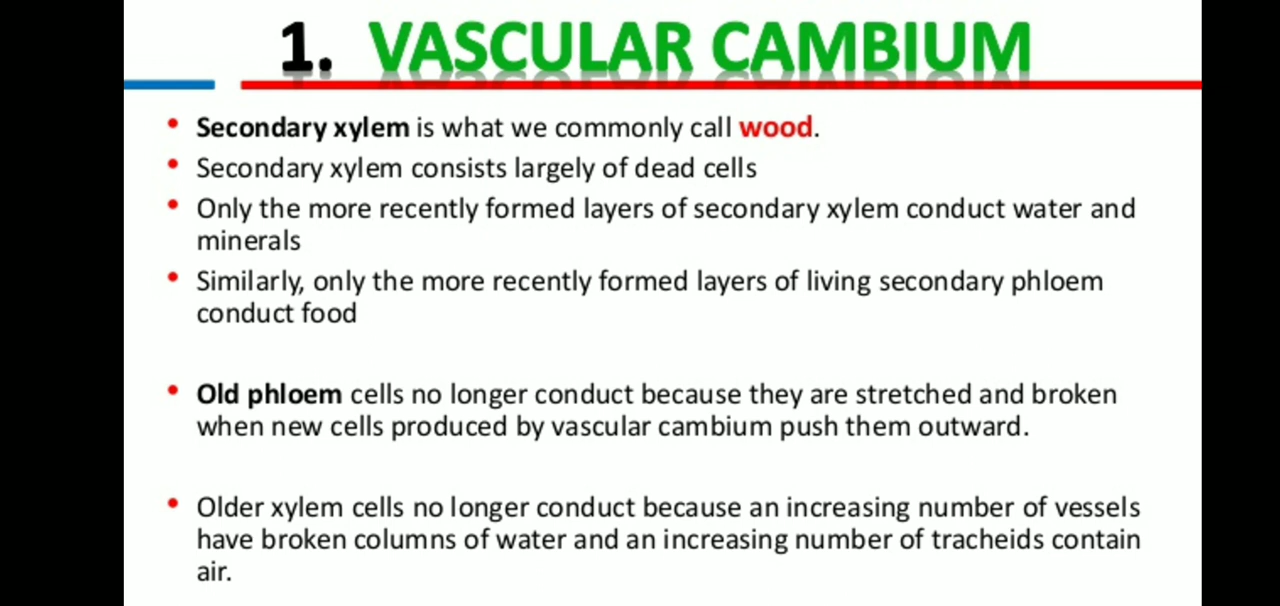 1. VASCULAR CAMBIUM
• Secondary xylem is what we commonly call wood.
• Secondary xylem consists largely of dead cells
• Only the more recently formed layers of secondary xylem conduct water and
minerals
• Similarly, only the more recently formed layers of living secondary phloem
conduct food
• Old phloem cells no longer conduct because they are stretched and broken
when new cells produced by vascular cambium push them outward.
• Older xylem cells no longer conduct because an increasing number of vessels
have broken columns of water and an increasing number of tracheids contain
air.